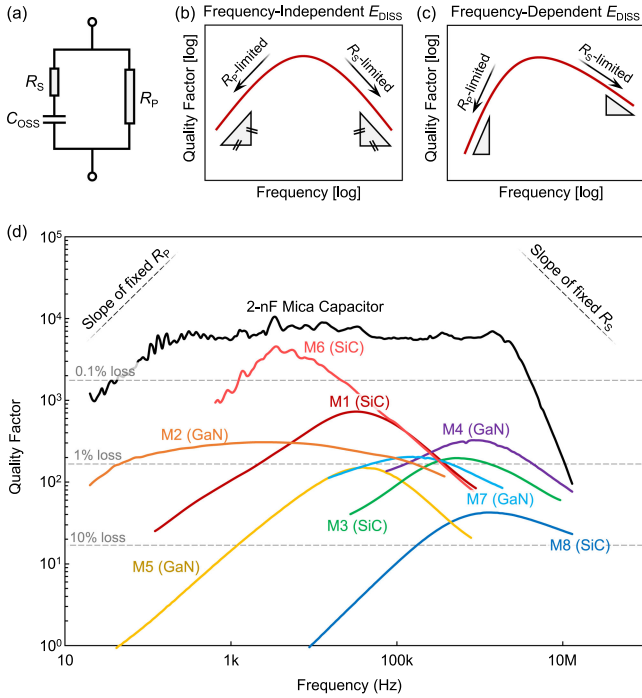 (a)
R_S
C_OSS
R_P
(b)
Frequency-Independent E_DISS
Quality Factor [log]
R_P-limited
R_S-limited
Frequency [log]
(c)
Frequency-Dependent E_DISS
Quality Factor [log]
R_P-limited
R_S-limited
Frequency [log]
(d)
10^5
10^4
10^3
10^2
10^1
10^0
Quality Factor
Slope of fixed R_P
Slope of fixed R_S
2-nF Mica Capacitor
M6 (SiC)
0.1% loss
M1 (SiC)
M2 (GaN)
M4 (GaN)
1% loss
M7 (GaN)
M3 (SiC)
10% loss
M5 (GaN)
M8 (SiC)
10
1k
100k
10M
Frequency (Hz)